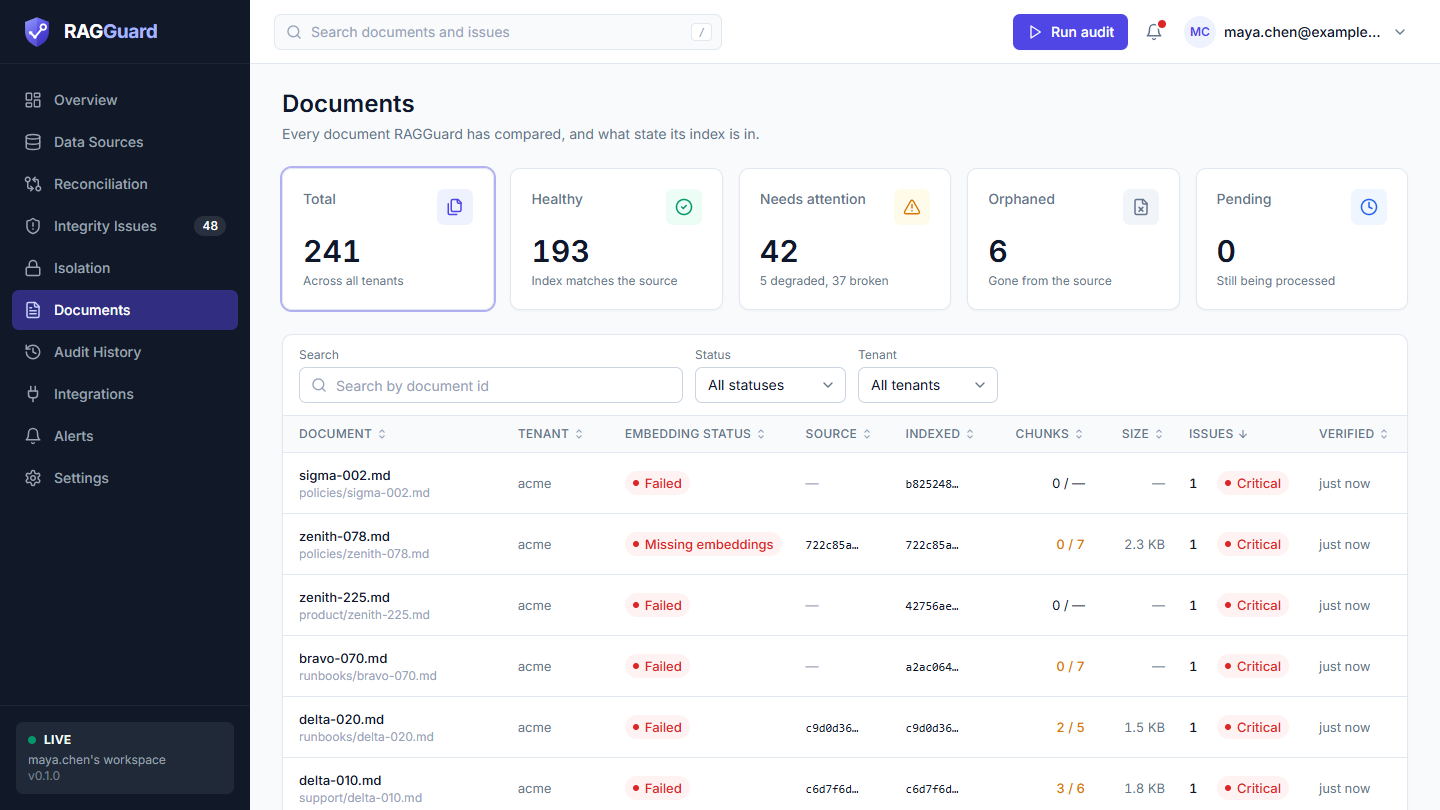 RAGGuard
Search documents and issues
/
Run audit
MC
maya.chen@example...
Overview
Data Sources
Reconciliation
Integrity Issues 48
Isolation
Documents
Audit History
Integrations
Alerts
Settings
LIVE
maya.chen's workspace
v0.1.0
Documents
Every document RAGGuard has compared, and what state its index is in.
Total
241
Across all tenants
Healthy
193
Index matches the source
Needs attention
42
5 degraded, 37 broken
Orphaned
6
Gone from the source
Pending
0
Still being processed
Search
Search by document id
Status
All statuses
Tenant
All tenants
DOCUMENT TENANT EMBEDDING STATUS SOURCE INDEXED CHUNKS SIZE ISSUES VERIFIED
sigma-002.md
policies/sigma-002.md
acme Failed — b825248… 0 / — — 1 Critical just now
zenith-078.md
policies/zenith-078.md
acme Missing embeddings 722c85a… 722c85a… 0 / 7 2.3 KB 1 Critical just now
zenith-225.md
product/zenith-225.md
acme Failed — 42756ae… 0 / — — 1 Critical just now
bravo-070.md
runbooks/bravo-070.md
acme Failed — a2ac064… 0 / 7 — 1 Critical just now
delta-020.md
runbooks/delta-020.md
acme Failed c9d0d36… c9d0d36… 2 / 5 1.5 KB 1 Critical just now
delta-010.md
support/delta-010.md
acme Failed c6d7f6d… c6d7f6d… 3 / 6 1.8 KB 1 Critical just now